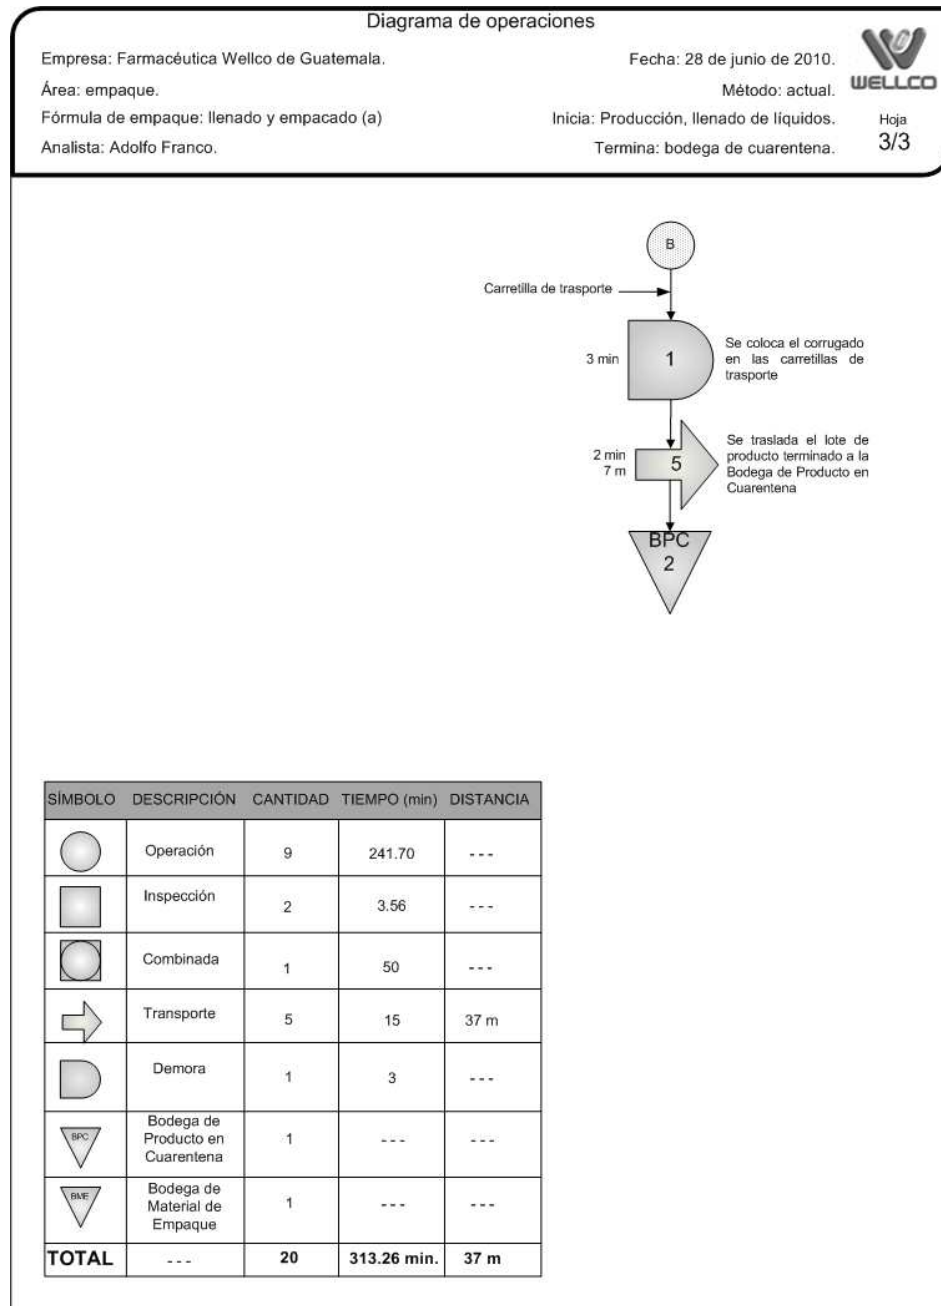 Diagrama de operaciones
Empresa: Farmacéutica Wellco de Guatemala.
Fecha: 28 de junio de 2010.
WELLCO
Área: empaque.
Método: actual.
Fórmula de empaque: llenado y empacado (a)
Inicia: Producción, llenado de líquidos.
Hoja
Analista: Adolfo Franco.
Termina: bodega de cuarentena.
3/3
B
Carretilla de trasporte
3 min
1
Se coloca el corrugado
en las carretillas de
trasporte
2 min
7 m
5
Se traslada el lote de
producto terminado a la
Bodega de Producto en
Cuarentena
BPC
2
SÍMBOLO DESCRIPCIÓN CANTIDAD TIEMPO (min) DISTANCIA
Operación 9 241.70 - - -
Inspección 2 3.56 - - -
Combinada 1 50 - - -
Transporte 5 15 37 m
Demora 1 3 - - -
BPC
Bodega de
Producto en
Cuarentena
1 - - - - - -
BME
Bodega de
Material de
Empaque
1 - - - - - -
TOTAL - - - 20 313.26 min. 37 m